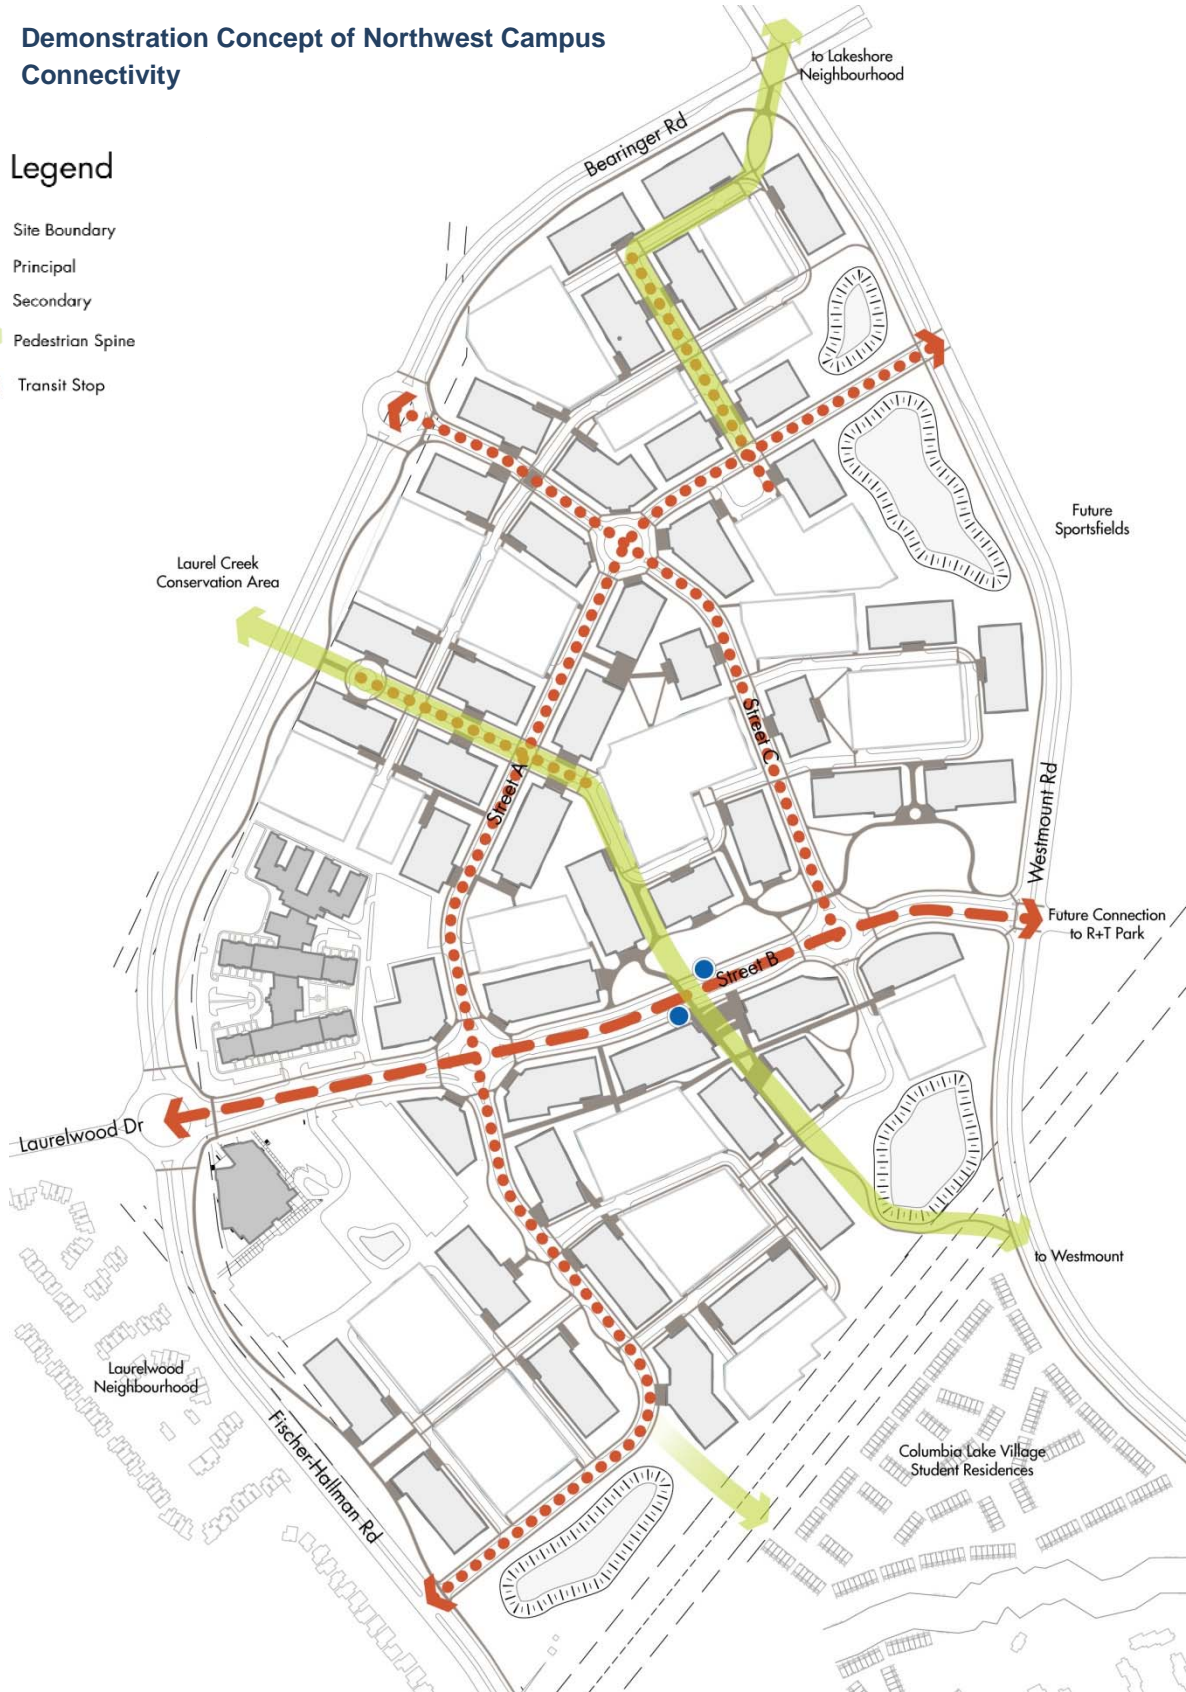 Demonstration Concept of Northwest Campus
Connectivity
to Lakeshore
Neighbourhood
Bearinger Rd
Legend
Site Boundary
Principal
Secondary
Pedestrian Spine
Transit Stop
Future
Sportsfields
Laurel Creek
Conservation Area
Street C
Street A
Westmount Rd
Future Connection
to R+T Park
Street B
Laurelwood Dr
to Westmount
Laurelwood
Neighbourhood
Fischer-Hallman Rd
Columbia Lake Village
Student Residences